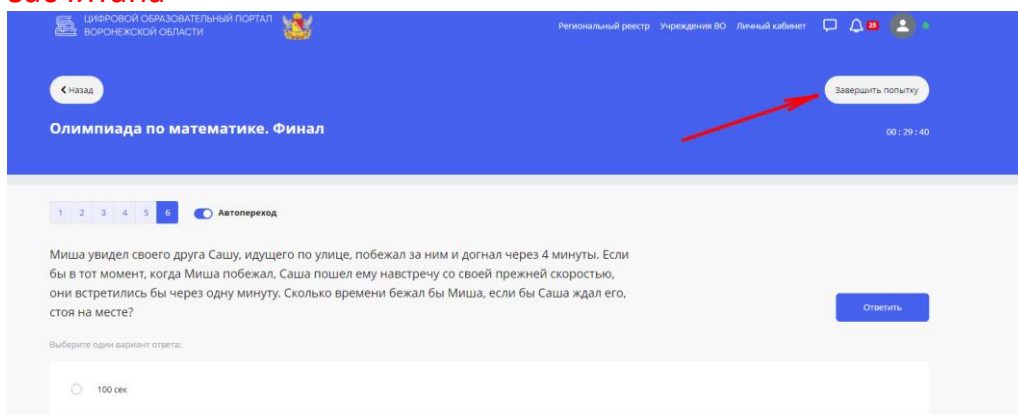 ЦИФРОВОЙ ОБРАЗОВАТЕЛЬНЫЙ ПОРТАЛ
ВОРОНЕЖСКОЙ ОБЛАСТИ
Региональный реестр Учреждения ВО Личный кабинет 25
Назад
Завершить попытку
Олимпиада по математике. Финал
00 : 29 : 40
1 2 3 4 5 6 Автопереход
Миша увидел своего друга Сашу, идущего по улице, побежал за ним и догнал через 4 минуты. Если
бы в тот момент, когда Миша побежал, Саша пошел ему навстречу со своей прежней скоростью,
они встретились бы через одну минуту. Сколько времени бежал бы Миша, если бы Саша ждал его,
стоя на месте?
Ответить
Выберите один вариант ответа:
100 сек